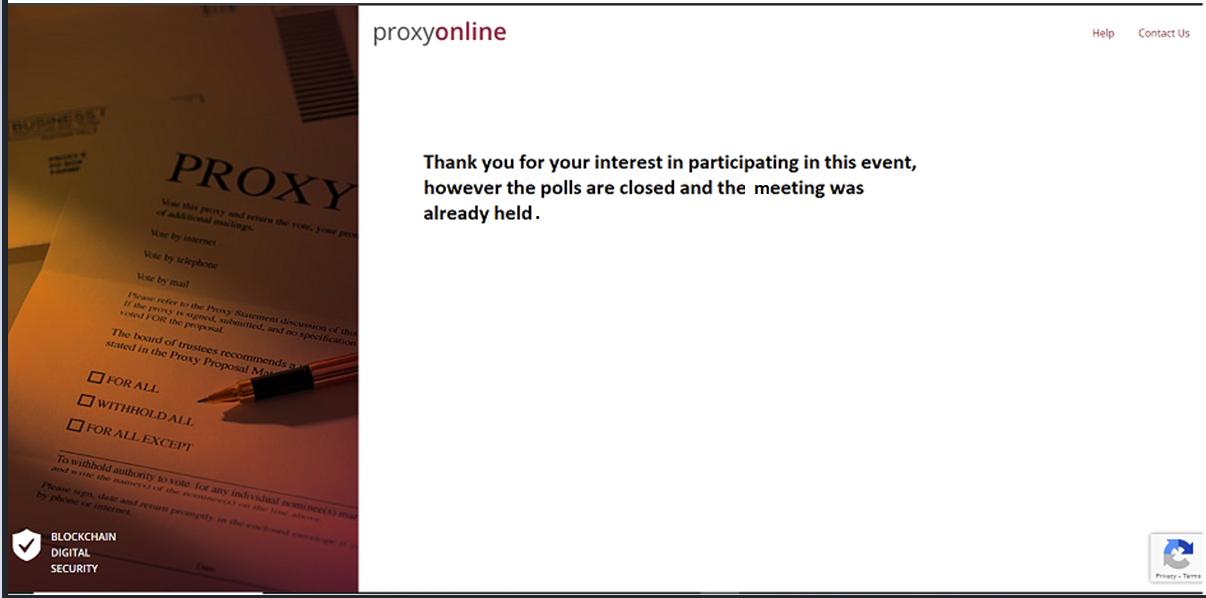 proxyonline
Help
Contact Us
Thank you for your interest in participating in this event,
however the polls are closed and the meeting was
already held.
BUSINESS
PROXY
Vote this proxy and return the vote, your
of additional mailings.
Vote by internet
Vote by telephone
Vote by mail
Please refer to the Proxy Statement discussion of
If the proxy is signed, submitted, and no specification
voted FOR the proposal.
The board of trustees recommends a
stated in the Proxy Proposal
FOR ALL
WITHHOLD ALL
FOR ALL EXCEPT
To withhold authority to vote for any individual nominee(s)
and write the name(s) of the nominee(s) on the line above.
Please sign, date and return promptly in the enclosed envelope if
by phone or internet.
Date
BLOCKCHAIN
DIGITAL
SECURITY
Privacy - Terms